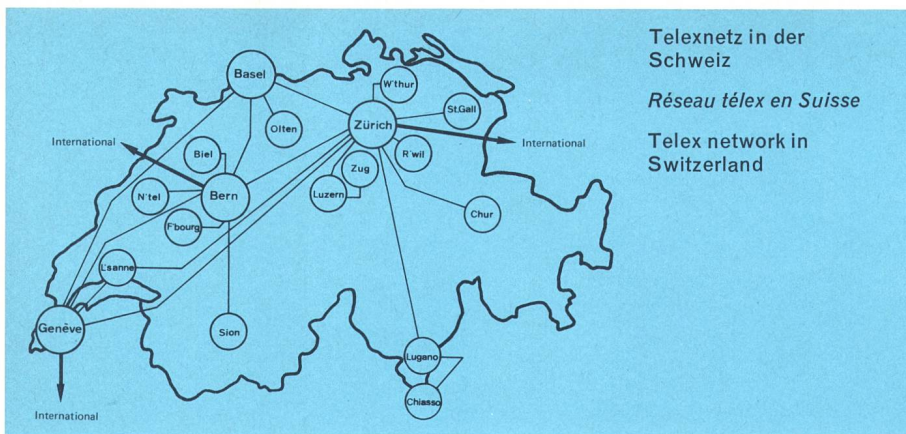 Telexnetz in der
Schweiz
Réseau télex en Suisse
Telex network in
Switzerland
Basel
W'thur
St.Gall
Olten
Zürich
International
International
Biel
R'wil
Zug
Bern
N'tel
Luzern
F'bourg
Chur
L'sanne
Genève
Sion
Lugano
Chiasso
International